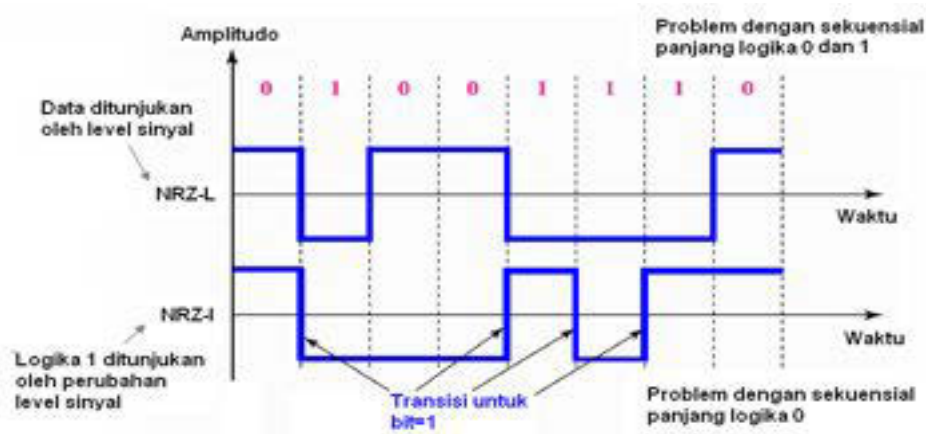 Problem dengan sekuensial
panjang logika 0 dan 1
Amplitudo
0 1 0 0 1 1 1 0
Data ditunjukan
oleh level sinyal
NRZ-L
Waktu
NRZ-I
Waktu
Logika 1 ditunjukan
oleh perubahan
level sinyal
Transisi untuk
bit=1
Problem dengan sekuensial
panjang logika 0